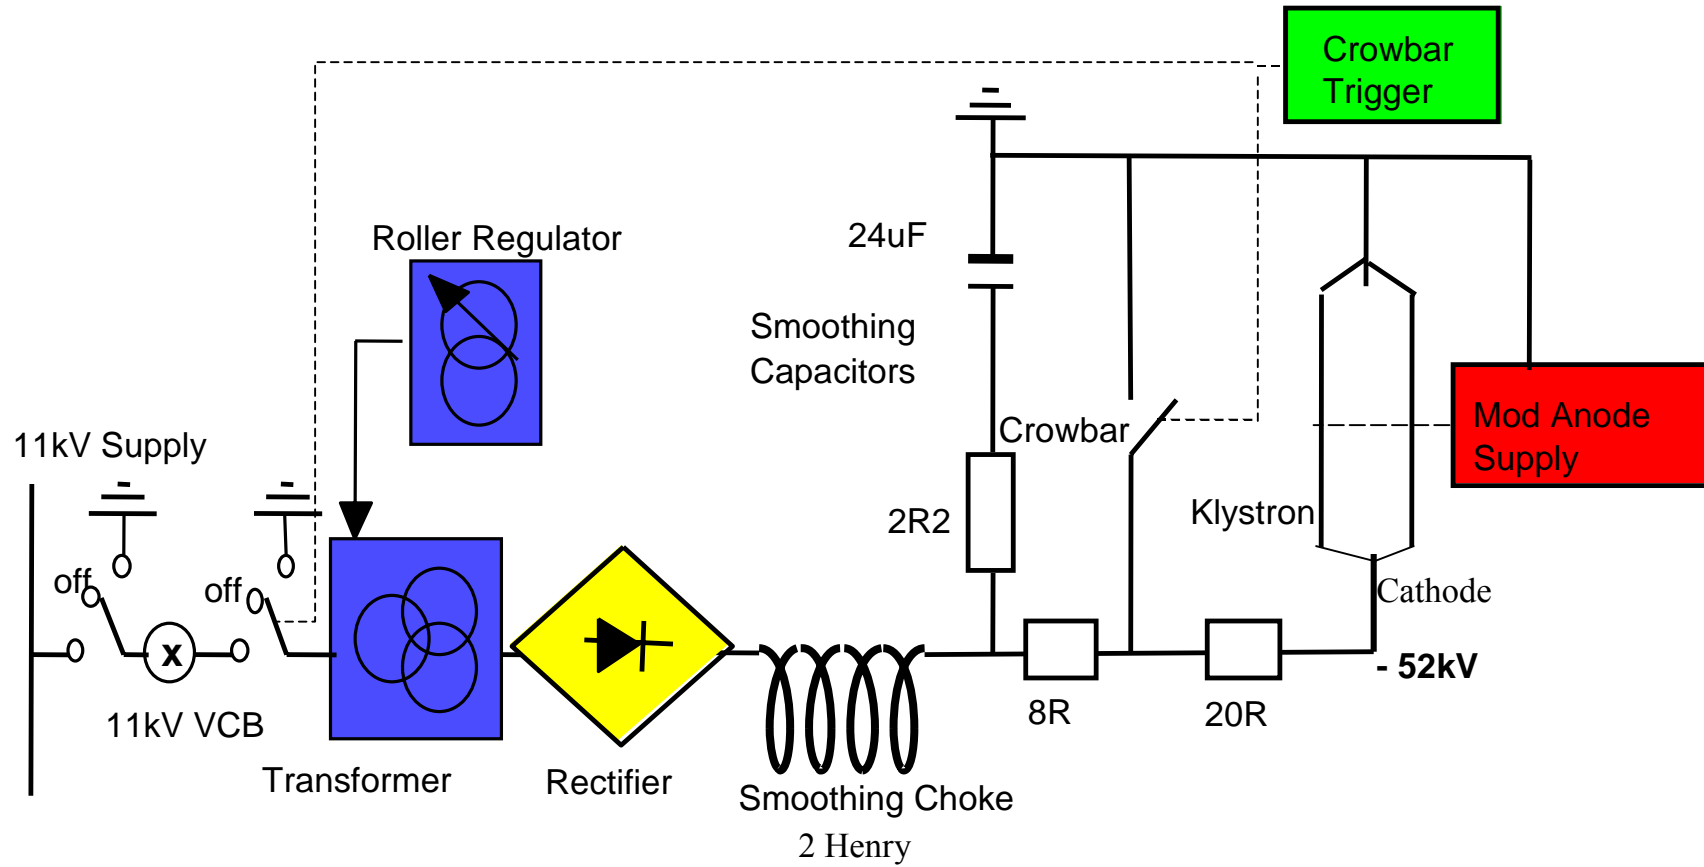 Crowbar
Trigger
24uF
Roller Regulator
Smoothing
Capacitors
Crowbar
Mod Anode
Supply
11kV Supply
2R2
Klystron
off
off
Cathode
x
- 52kV
11kV VCB
8R
20R
Transformer
Rectifier
Smoothing Choke
2 Henry